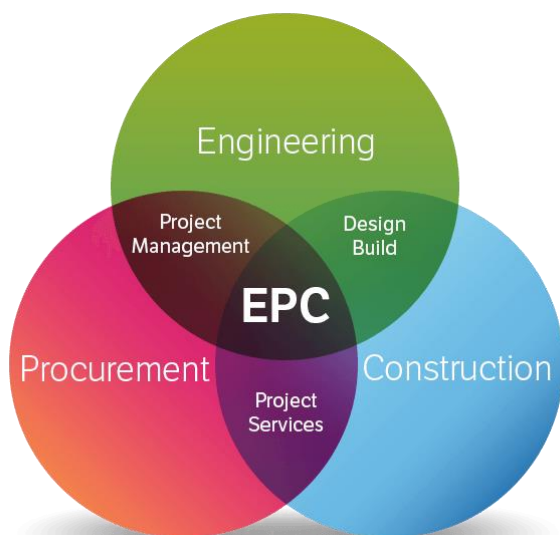 Engineering
Project
Management
Design
Build
EPC
Procurement
Construction
Project
Services